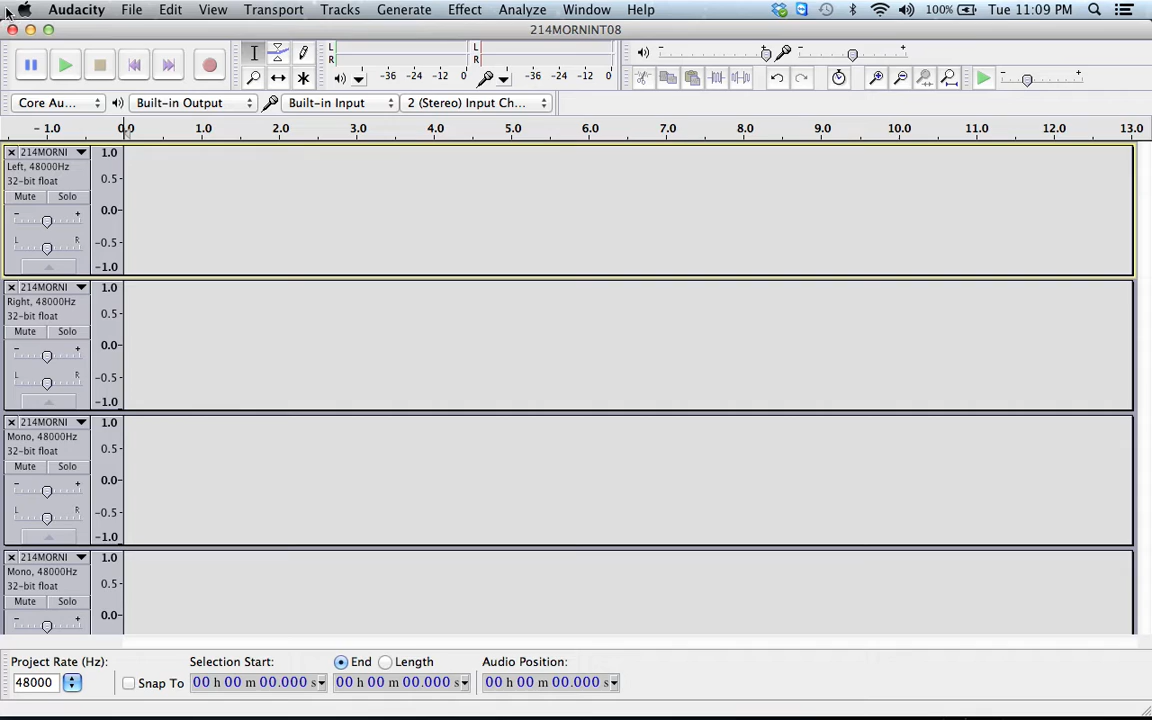 Audacity File Edit View Transport Tracks Generate Effect Analyze Window Help 100% Tue 11:09 PM
214MORNINT08
L R -36 -24 -12 0 L R -36 -24 -12 0
Core Au... Built-in Output Built-in Input 2 (Stereo) Input Ch...
- 1.0 0.0 1.0 2.0 3.0 4.0 5.0 6.0 7.0 8.0 9.0 10.0 11.0 12.0 13.0
214MORNI
Left, 48000Hz
32-bit float
Mute Solo
- +
L R
1.0
0.5
0.0
-0.5
-1.0
214MORNI
Right, 48000Hz
32-bit float
Mute Solo
- +
L R
1.0
0.5
0.0
-0.5
-1.0
214MORNI
Mono, 48000Hz
32-bit float
Mute Solo
- +
L R
1.0
0.5
0.0
-0.5
-1.0
214MORNI
Mono, 48000Hz
32-bit float
Mute Solo
- +
1.0
0.5
0.0
Project Rate (Hz): Selection Start: End Length Audio Position:
48000 Snap To 00 h 00 m 00.000 s 00 h 00 m 00.000 s 00 h 00 m 00.000 s